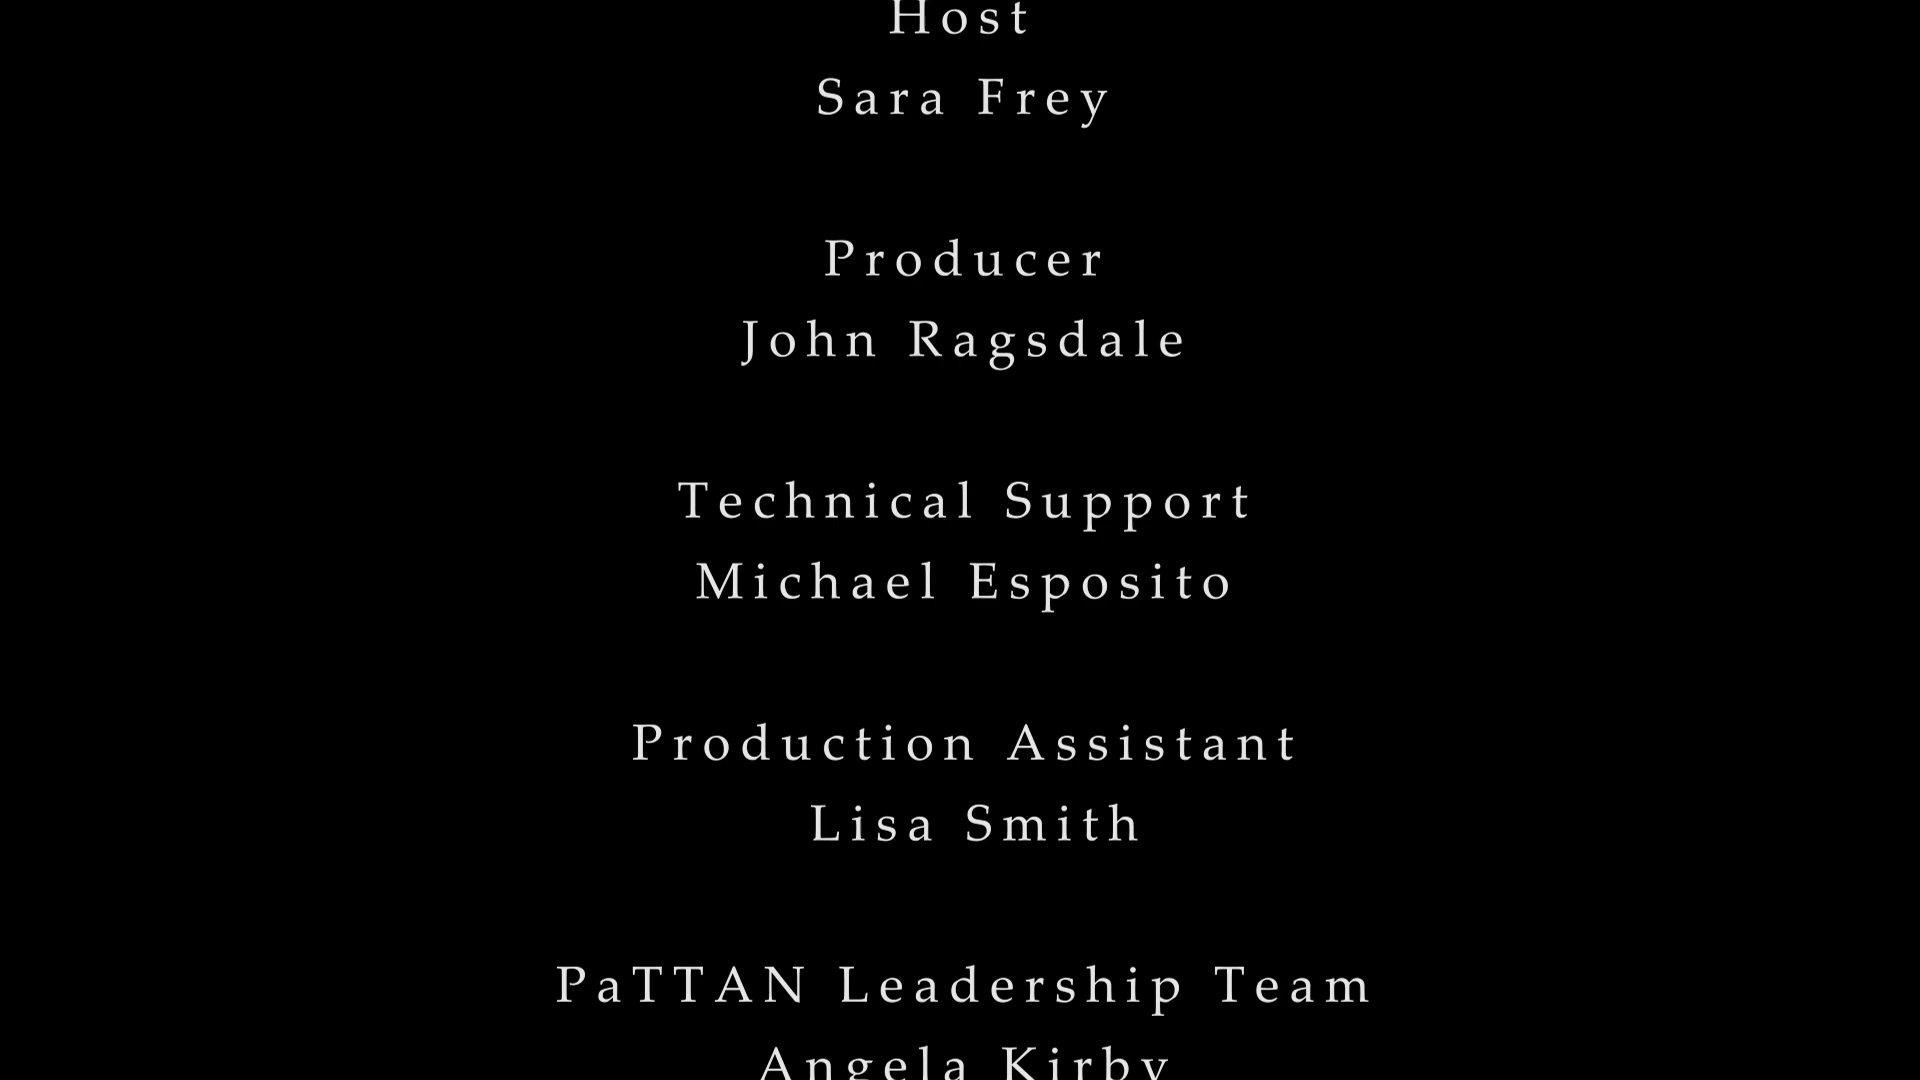 Host
Sara Frey
Producer
John Ragsdale
Technical Support
Michael Esposito
Production Assistant
Lisa Smith
PaTTAN Leadership Team
Angela Kirby